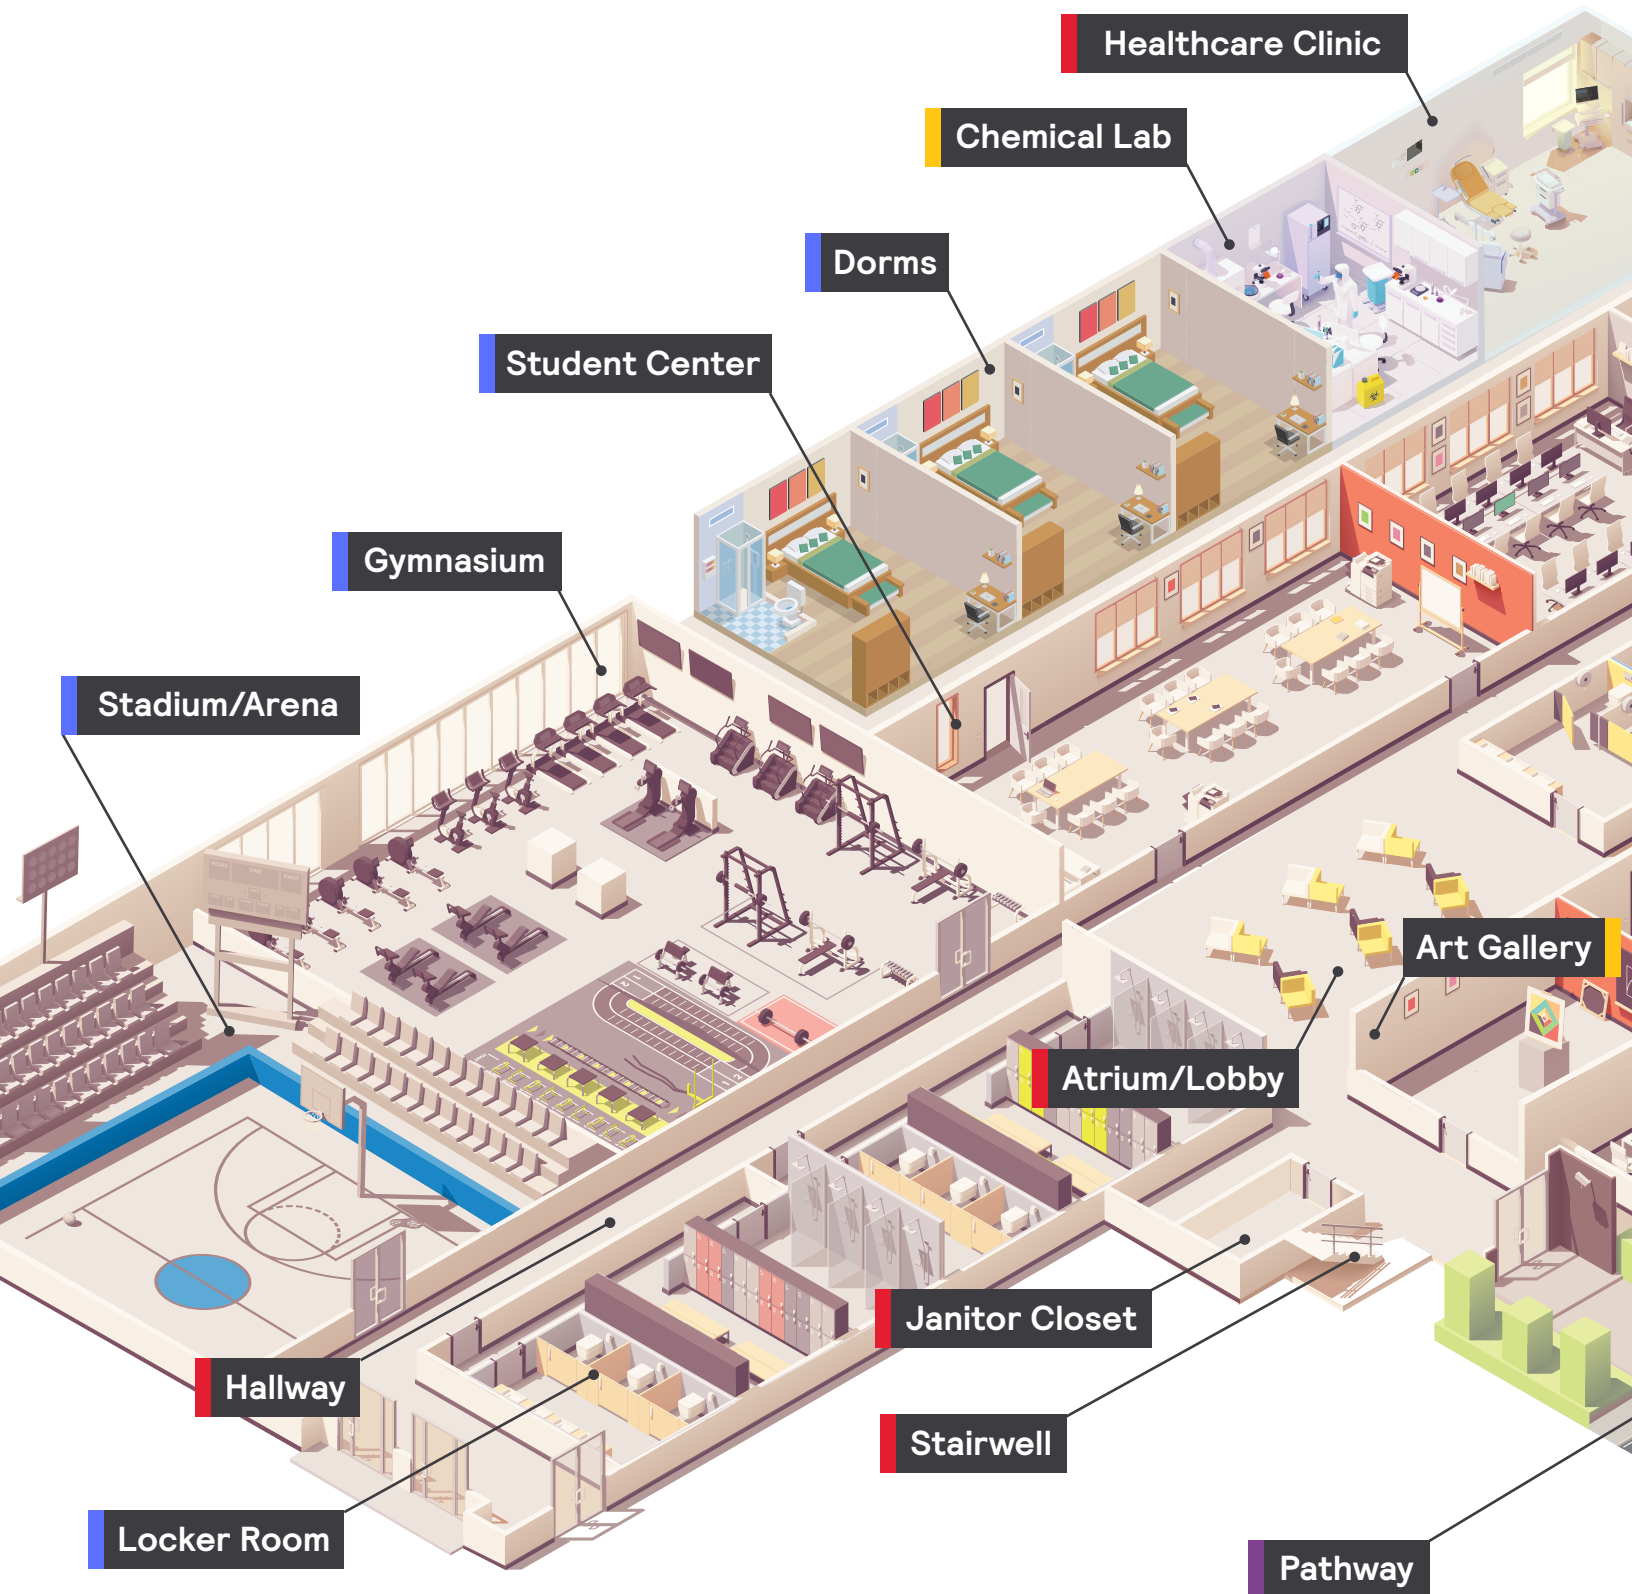 Healthcare Clinic
Chemical Lab
Dorms
Student Center
Gymnasium
Stadium/Arena
Art Gallery
Atrium/Lobby
Janitor Closet
Hallway
Stairwell
Locker Room
Pathway